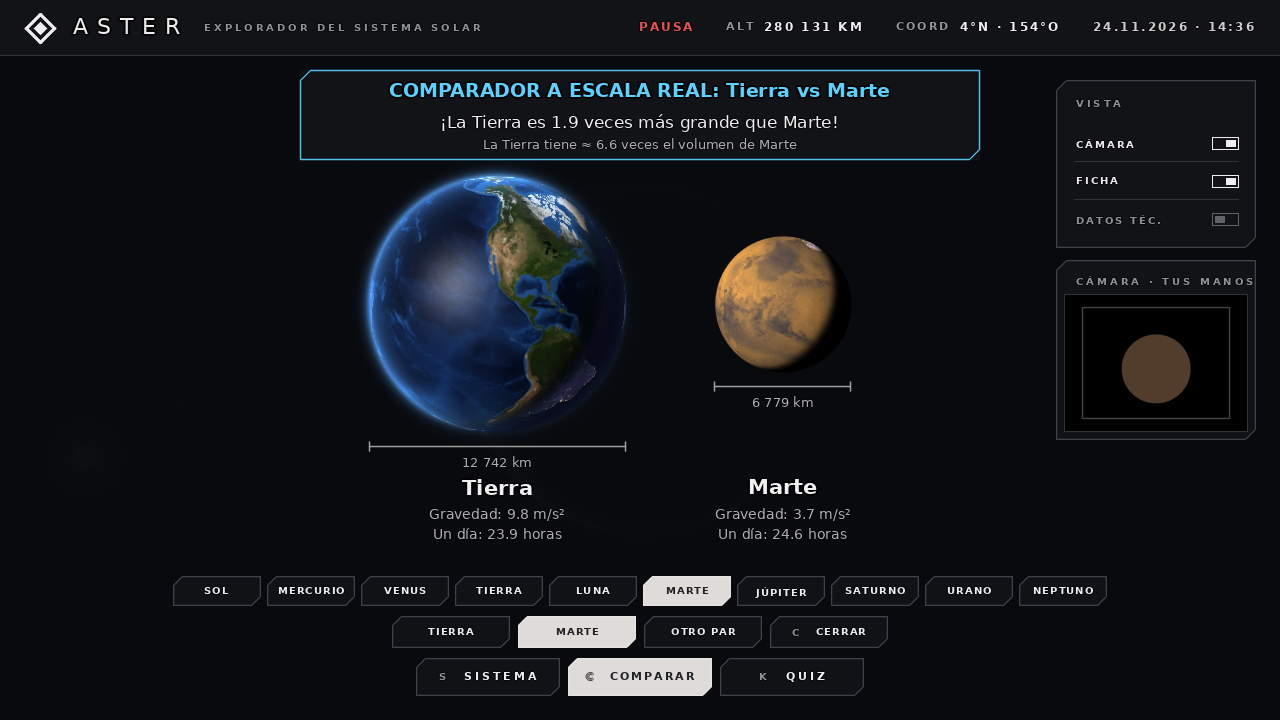 ASTER EXPLORADOR DEL SISTEMA SOLAR PAUSA ALT 280 131 KM COORD 4°N · 154°O 24.11.2026 · 14:36
COMPARADOR A ESCALA REAL: Tierra vs Marte
¡La Tierra es 1.9 veces más grande que Marte!
La Tierra tiene ≈ 6.6 veces el volumen de Marte
VISTA
CÁMARA
FICHA
DATOS TÉC.
CÁMARA · TUS MANOS
6 779 km
12 742 km
Tierra
Gravedad: 9.8 m/s²
Un día: 23.9 horas
Marte
Gravedad: 3.7 m/s²
Un día: 24.6 horas
SOL MERCURIO VENUS TIERRA LUNA MARTE JÚPITER SATURNO URANO NEPTUNO
TIERRA MARTE OTRO PAR C CERRAR
S SISTEMA C COMPARAR K QUIZ